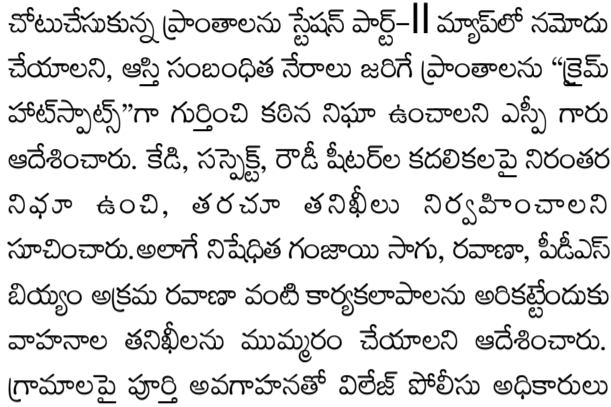 చోటుచేసుకున్న ప్రాంతాలను స్టేషన్ పార్ట్-II మ్యాప్‌లో నమోదు
చేయాలని, ఆస్తి సంబంధిత నేరాలు జరిగే ప్రాంతాలను “క్రైమ్
హాట్‌స్పాట్స్”గా గుర్తించి కఠిన నిఘా ఉంచాలని ఎస్పీ గారు
ఆదేశించారు. కేడి, సస్పెక్ట్, రౌడీ షీటర్‌ల కదలికలపై నిరంతర
నిఘా ఉంచి, తరచూ తనిఖీలు నిర్వహించాలని
సూచించారు.అలాగే నిషేధిత గంజాయి సాగు, రవాణా, పీడీఎస్
బియ్యం అక్రమ రవాణా వంటి కార్యకలాపాలను అరికట్టేందుకు
వాహనాల తనిఖీలను ముమ్మరం చేయాలని ఆదేశించారు.
గ్రామాలపై పూర్తి అవగాహనతో విలేజ్ పోలీసు అధికారులు